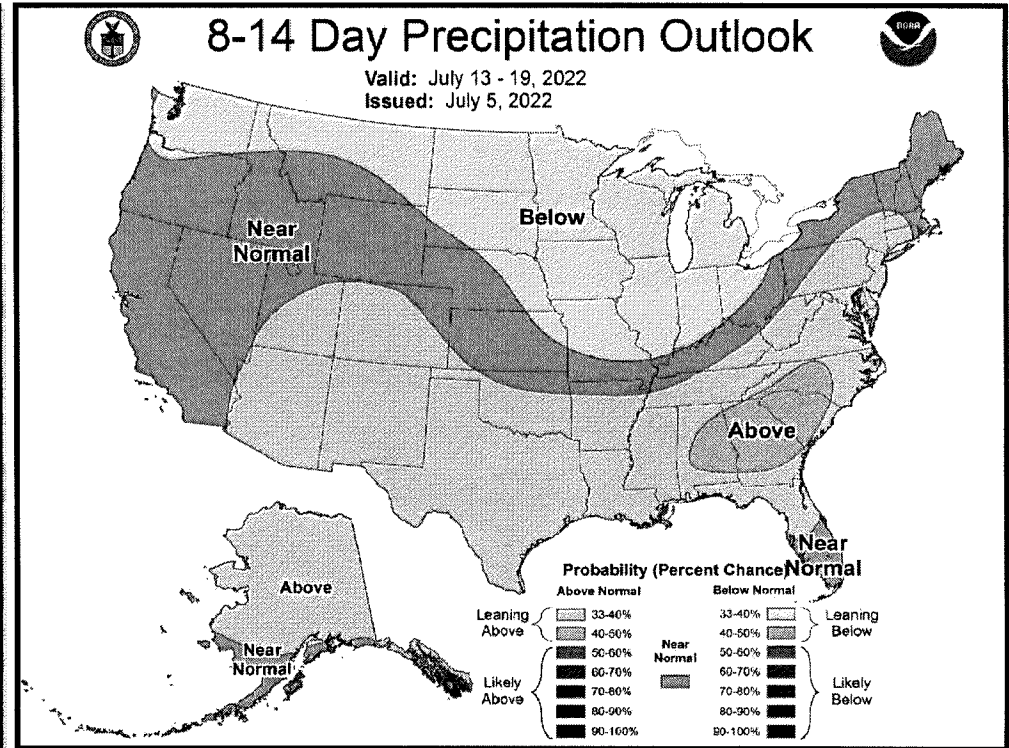 8-14 Day Precipitation Outlook
NOAA
Valid: July 13 - 19, 2022
Issued: July 5, 2022
Near
Normal
Below
Above
Near
Normal
Above
Near
Normal
Probability (Percent Chance)
Above Normal
Below Normal
Leaning
Above
33-40%
40-50%
Likely
Above
50-60%
60-70%
70-80%
80-90%
90-100%
Near
Normal
33-40%
40-50%
Leaning
Below
50-60%
60-70%
70-80%
80-90%
90-100%
Likely
Below